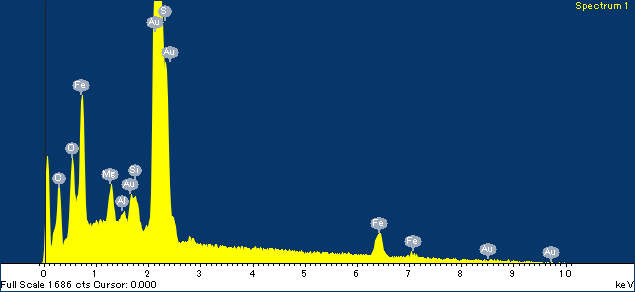 Spectrum 1
S
Au
Au
Fe
O
Mg
Si
C
Au
Al
Fe
Fe
Au
Au
0 1 2 3 4 5 6 7 8 9 10
Full Scale 1686 cts Cursor: 0.000 keV